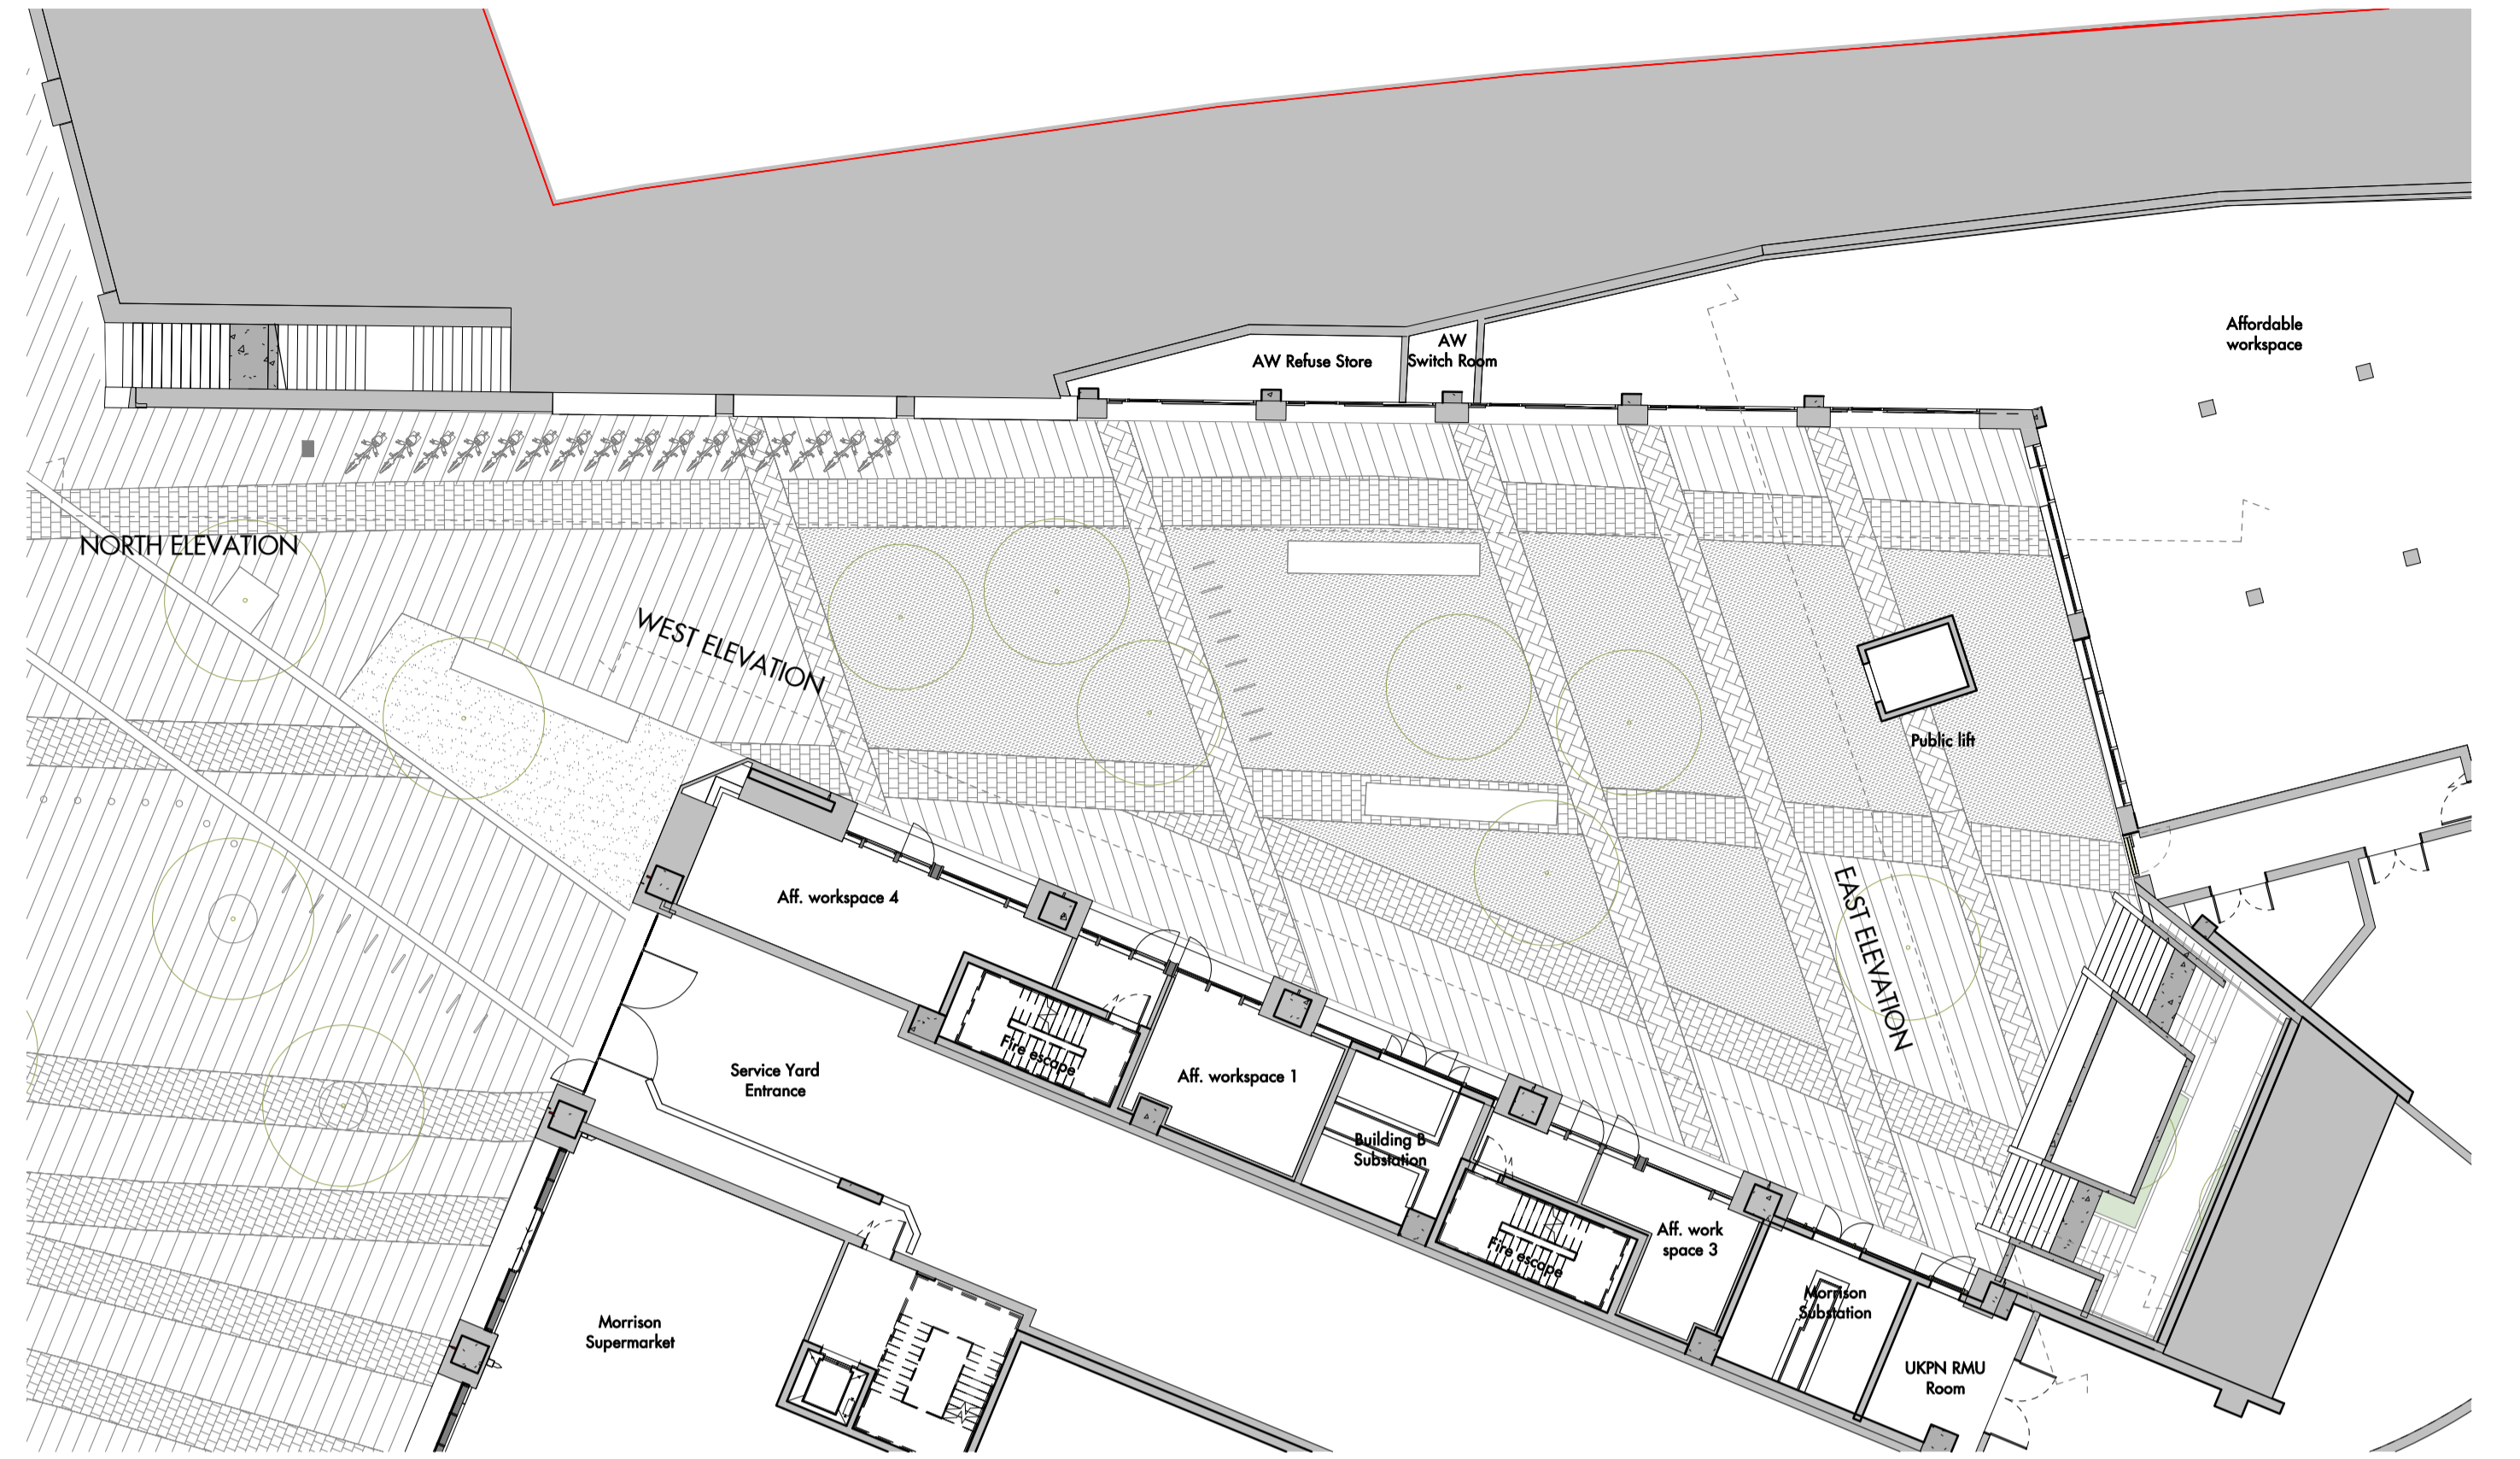 Affordable
workspace
AW
Switch Room
AW Refuse Store
NORTH ELEVATION
WEST ELEVATION
Public lift
EAST ELEVATION
Aff. workspace 4
Fire escape
Service Yard
Entrance
Aff. workspace 1
Building B
Substation
Fire escape
Aff. work
space 3
Morrison
Substation
Morrison
Supermarket
UKPN RMU
Room